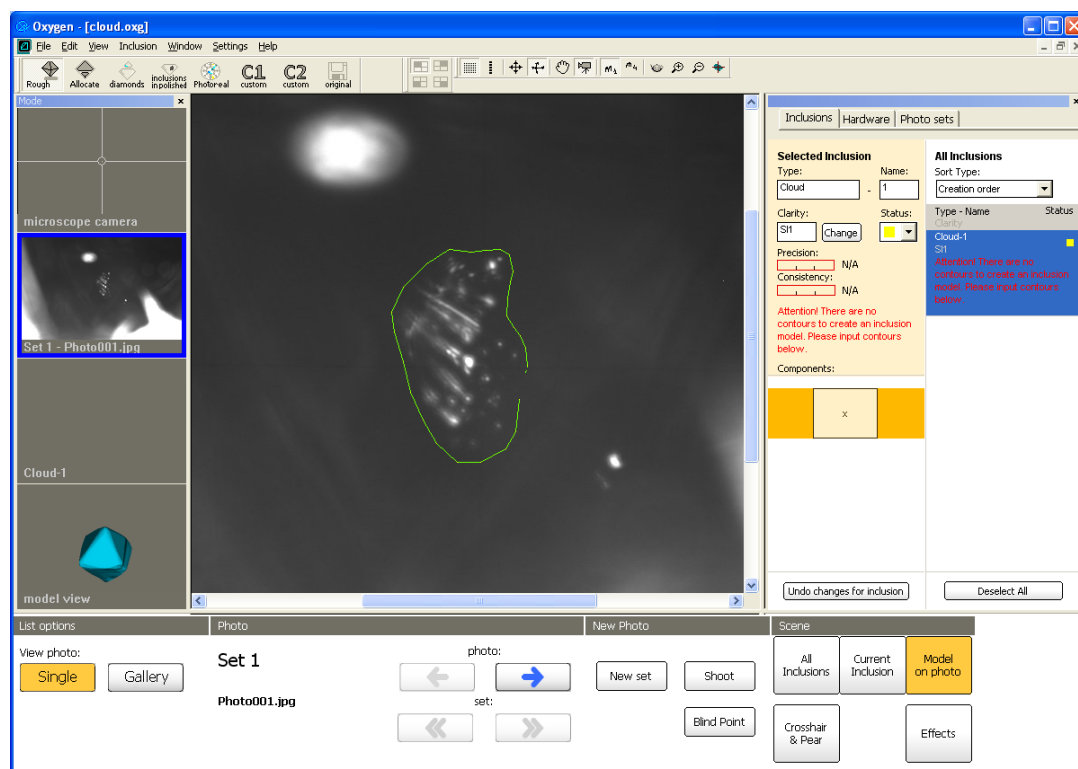 Oxygen - [cloud.oxg]
File Edit View Inclusion Window Settings Help
Rough
Allocate
diamonds
inclusions
inpolished
Photoreal
C1
custom
C2
custom
original
Mode
microscope camera
Set 1 - Photo001.jpg
Cloud-1
model view
Inclusions
Hardware
Photo sets
Selected Inclusion
Type:
Name:
Cloud
-
1
Clarity:
Status:
SI1
Change
Precision:
N/A
Consistency:
N/A
Attention! There are no
contours to create an inclusion
model. Please input contours
below.
Components:
x
Undo changes for inclusion
All Inclusions
Sort Type:
Creation order
Type - Name
Status
Clarity
Cloud-1
SI1
Attention! There are no
contours to create an inclusion
model. Please input contours
below.
Deselect All
List options
View photo:
Single
Gallery
Photo
Set 1
Photo001.jpg
photo:
set:
New Photo
New set
Shoot
Blind Point
Scene
All
Inclusions
Current
Inclusion
Model
on photo
Crosshair
& Pear
Effects